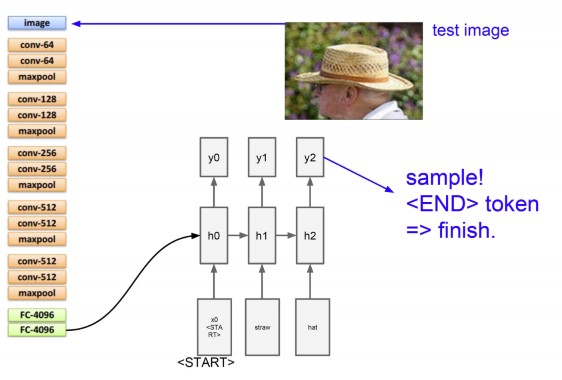 image
test image
conv-64
conv-64
maxpool
conv-128
conv-128
maxpool
conv-256
conv-256
maxpool
conv-512
conv-512
maxpool
conv-512
conv-512
maxpool
FC-4096
FC-4096
y0
y1
y2
sample!
<END> token
=> finish.
h0
h1
h2
x0
<STA
RT>
straw
hat
<START>